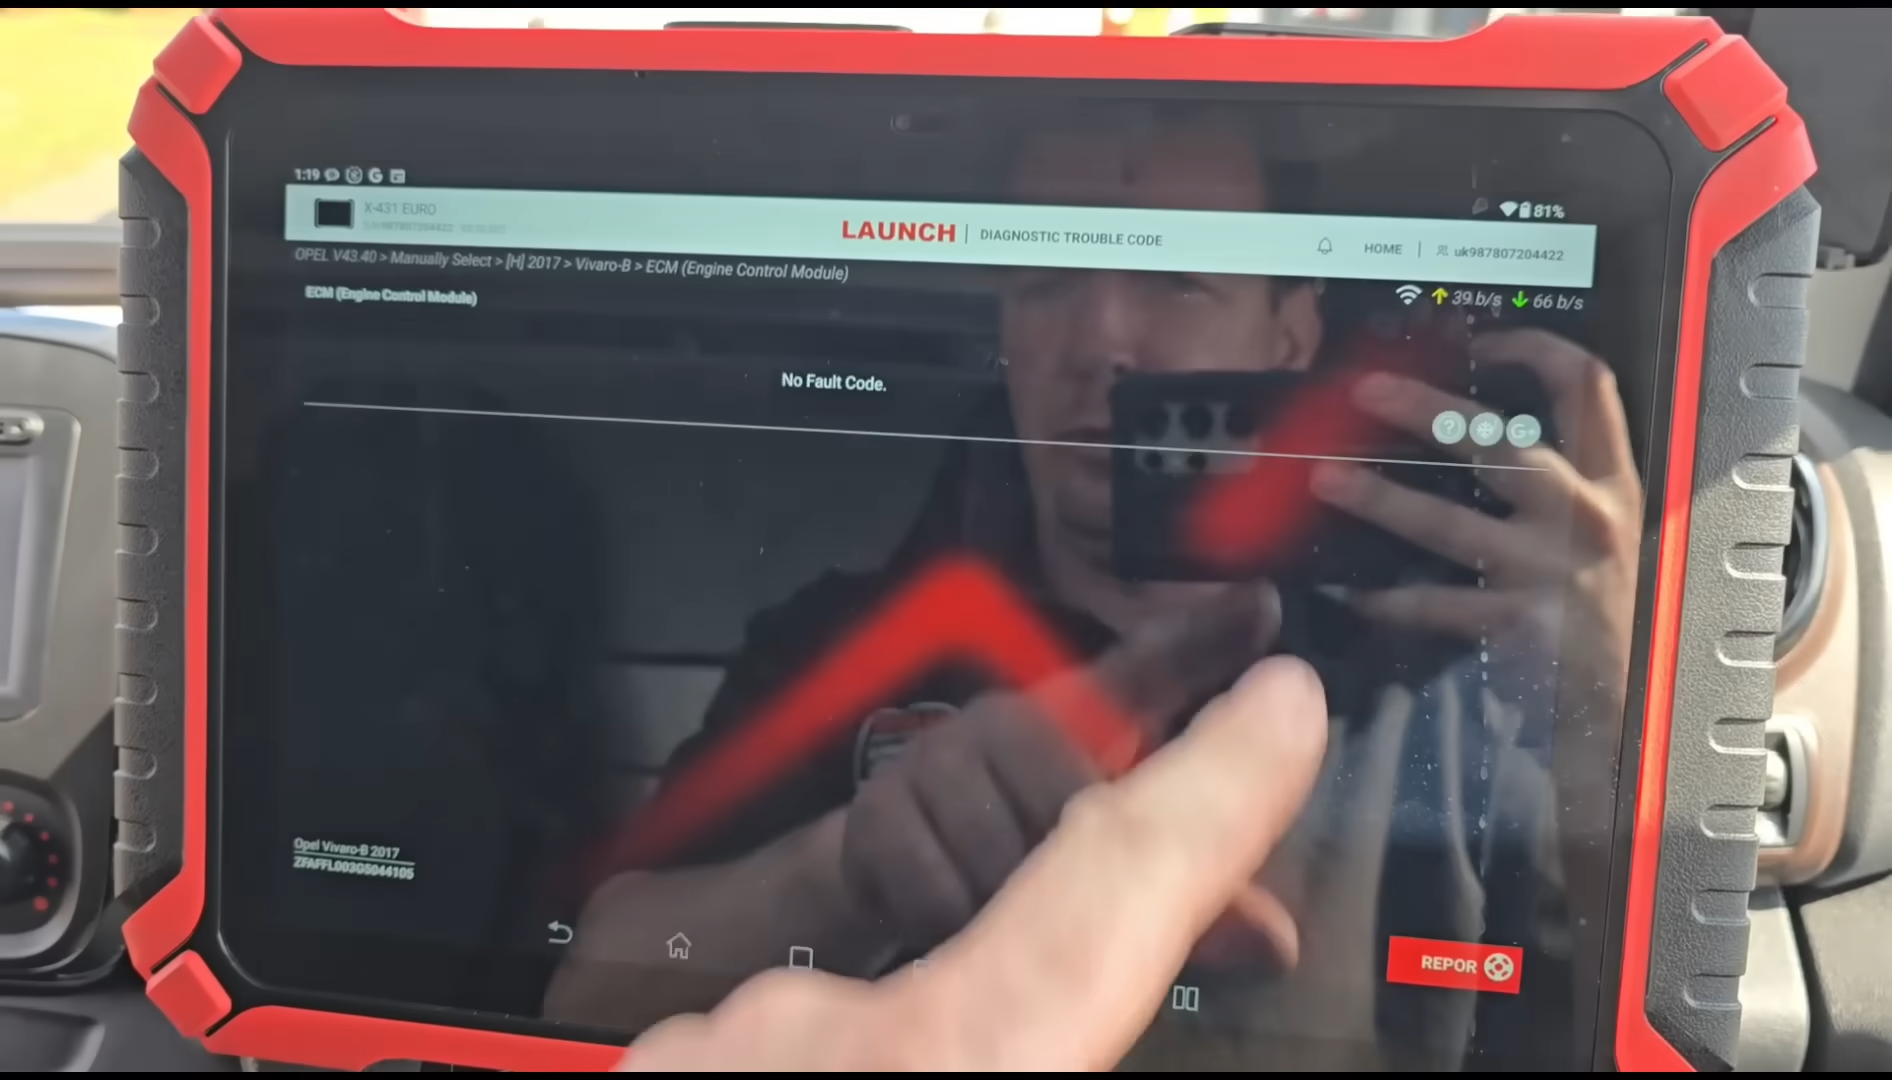 1:19
81%
X-431 EURO
LAUNCH | DIAGNOSTIC TROUBLE CODE
HOME | uk987807204422
OPEL V43.40 > Manually Select > [H] 2017 > Vivaro-B > ECM (Engine Control Module)
39 b/s 66 b/s
ECM (Engine Control Module)
No Fault Code.
? G+
Opel Vivaro-B 2017
ZFAFFL003G5044105
REPOR